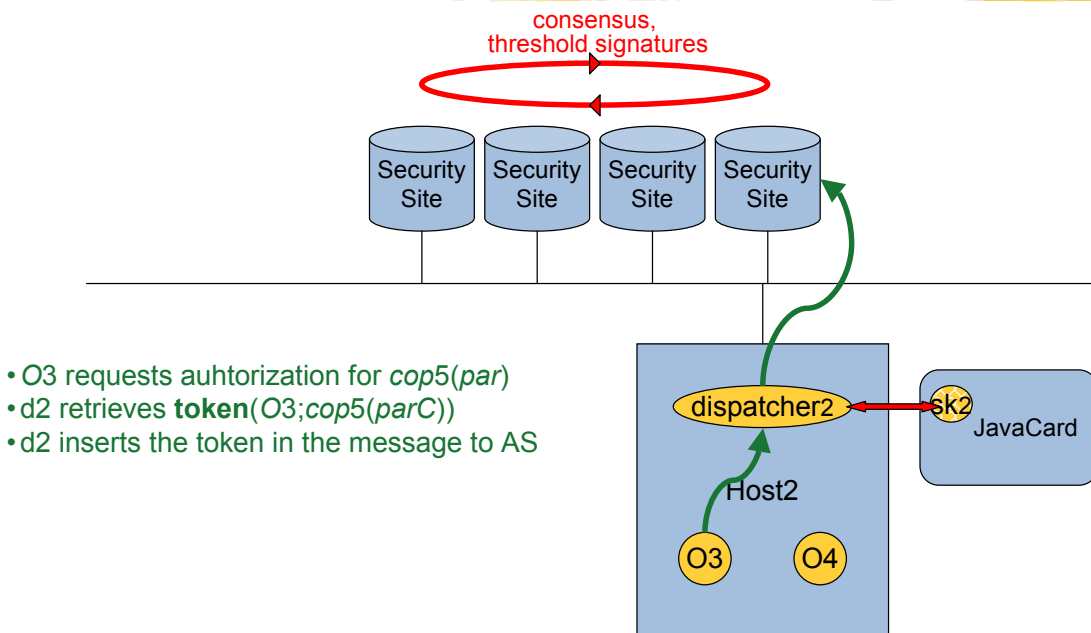 consensus,
threshold signatures
Security
Site
Security
Site
Security
Site
Security
Site
• O3 requests auhtorization for cop5(par)
• d2 retrieves token(O3;cop5(parC))
• d2 inserts the token in the message to AS
dispatcher2
sk2
JavaCard
Host2
O3
O4